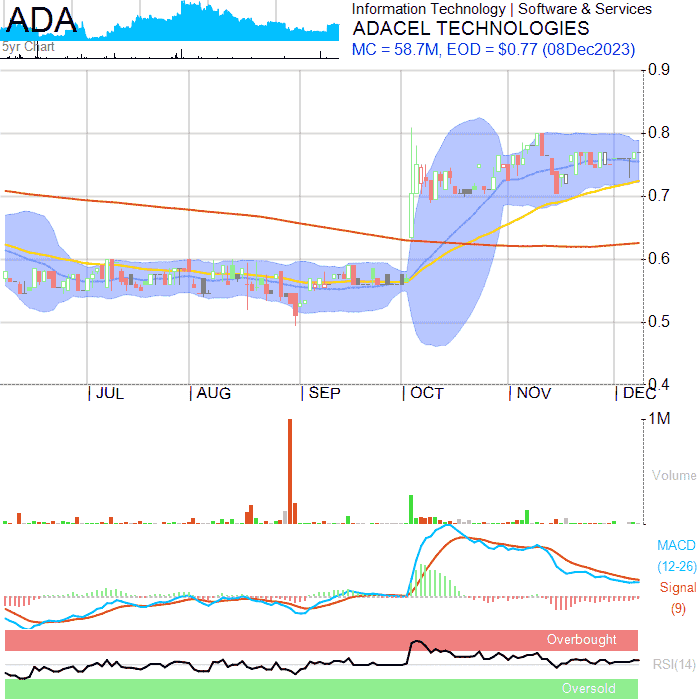 ADA
5yr Chart
Information Technology | Software & Services
ADACEL TECHNOLOGIES
MC = 58.7M, EOD = $0.77 (08Dec2023)
0.9
0.8
0.7
0.6
0.5
0.4
JUL AUG SEP OCT NOV DEC
1M
Volume
MACD
(12-26)
Signal
(9)
Overbought
RSI(14)
Oversold